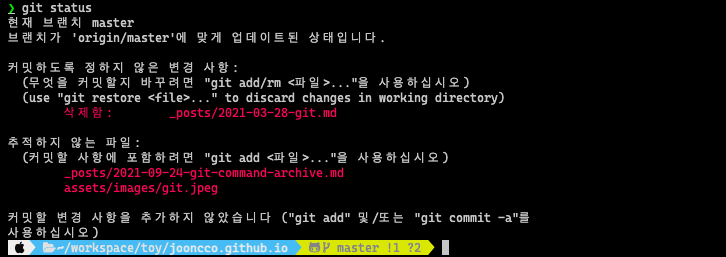 ❯ git status
현재 브랜치 master
브랜치가 'origin/master'에 맞게 업데이트된 상태입니다.
커밋하도록 정하지 않은 변경 사항:
(무엇을 커밋할지 바꾸려면 "git add/rm <파일>..."을 사용하십시오)
(use "git restore <file>..." to discard changes in working directory)
삭제함: _posts/2021-03-28-git.md
추적하지 않는 파일:
(커밋할 사항에 포함하려면 "git add <파일>..."을 사용하십시오)
_posts/2021-09-24-git-command-archive.md
assets/images/git.jpeg
커밋할 변경 사항을 추가하지 않았습니다 ("git add" 및/또는 "git commit -a"를
사용하십시오)
~/workspace/toy/jooncco.github.io master !1 ?2